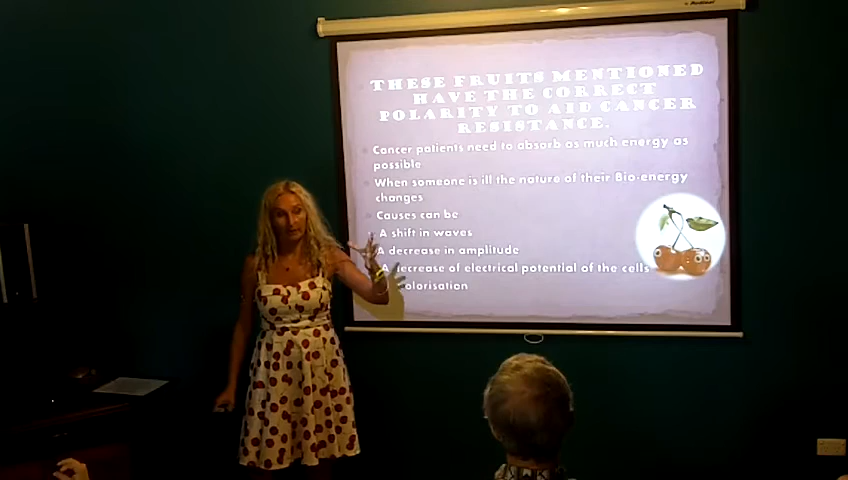 THESE FRUITS MENTIONED
HAVE THE CORRECT
POLARITY TO AID CANCER
RESISTANCE.
Cancer patients need to absorb as much energy as
possible
When someone is ill the nature of their Bio-energy
changes
Causes can be
A shift in waves
A decrease in amplitude
A decrease of electrical potential of the cells